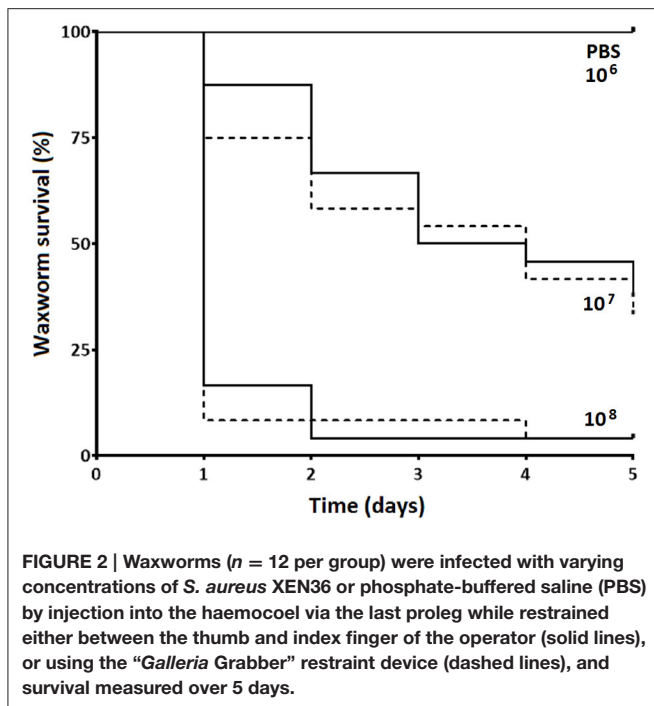 100
75
50
25
0
Waxworm survival (%)
PBS
10⁶
10⁷
10⁸
0 1 2 3 4 5
Time (days)
FIGURE 2 | Waxworms (n = 12 per group) were infected with varying
concentrations of S. aureus XEN36 or phosphate-buffered saline (PBS)
by injection into the haemocoel via the last proleg while restrained
either between the thumb and index finger of the operator (solid lines),
or using the “Galleria Grabber” restraint device (dashed lines), and
survival measured over 5 days.